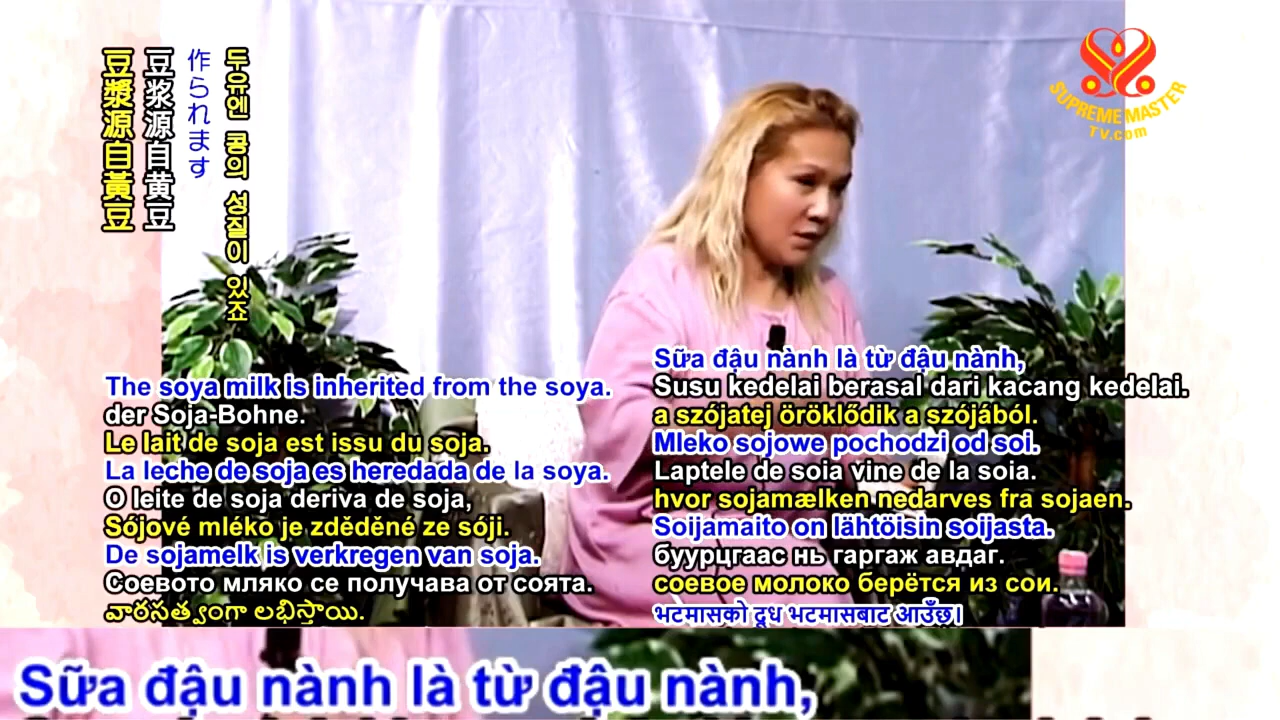 두유엔 콩의 성질이 있죠
作られます
豆浆源自黄豆
豆漿源自黃豆
SUPREME MASTER
TV.com
The soya milk is inherited from the soya.
der Soja-Bohne.
Le lait de soja est issu du soja.
La leche de soja es heredada de la soya.
O leite de soja deriva de soja,
Sójové mléko je zděděné ze sóji.
De sojamelk is verkregen van soja.
Соевото мляко се получава от соята.
వారసత్వంగా లభిస్తాయి.
Sữa đậu nành là từ đậu nành,
Susu kedelai berasal dari kacang kedelai.
a szójatej öröklődik a szójából.
Mleko sojowe pochodzi od soi.
Laptele de soia vine de la soia.
hvor sojamælken nedarves fra sojaen.
Soijamaito on lähtöisin soijasta.
буурцгаас нь гаргаж авдаг.
соевое молоко берётся из сои.
भटमासको दूध भटमासबाट आउँछ।
Sữa đậu nành là từ đậu nành,